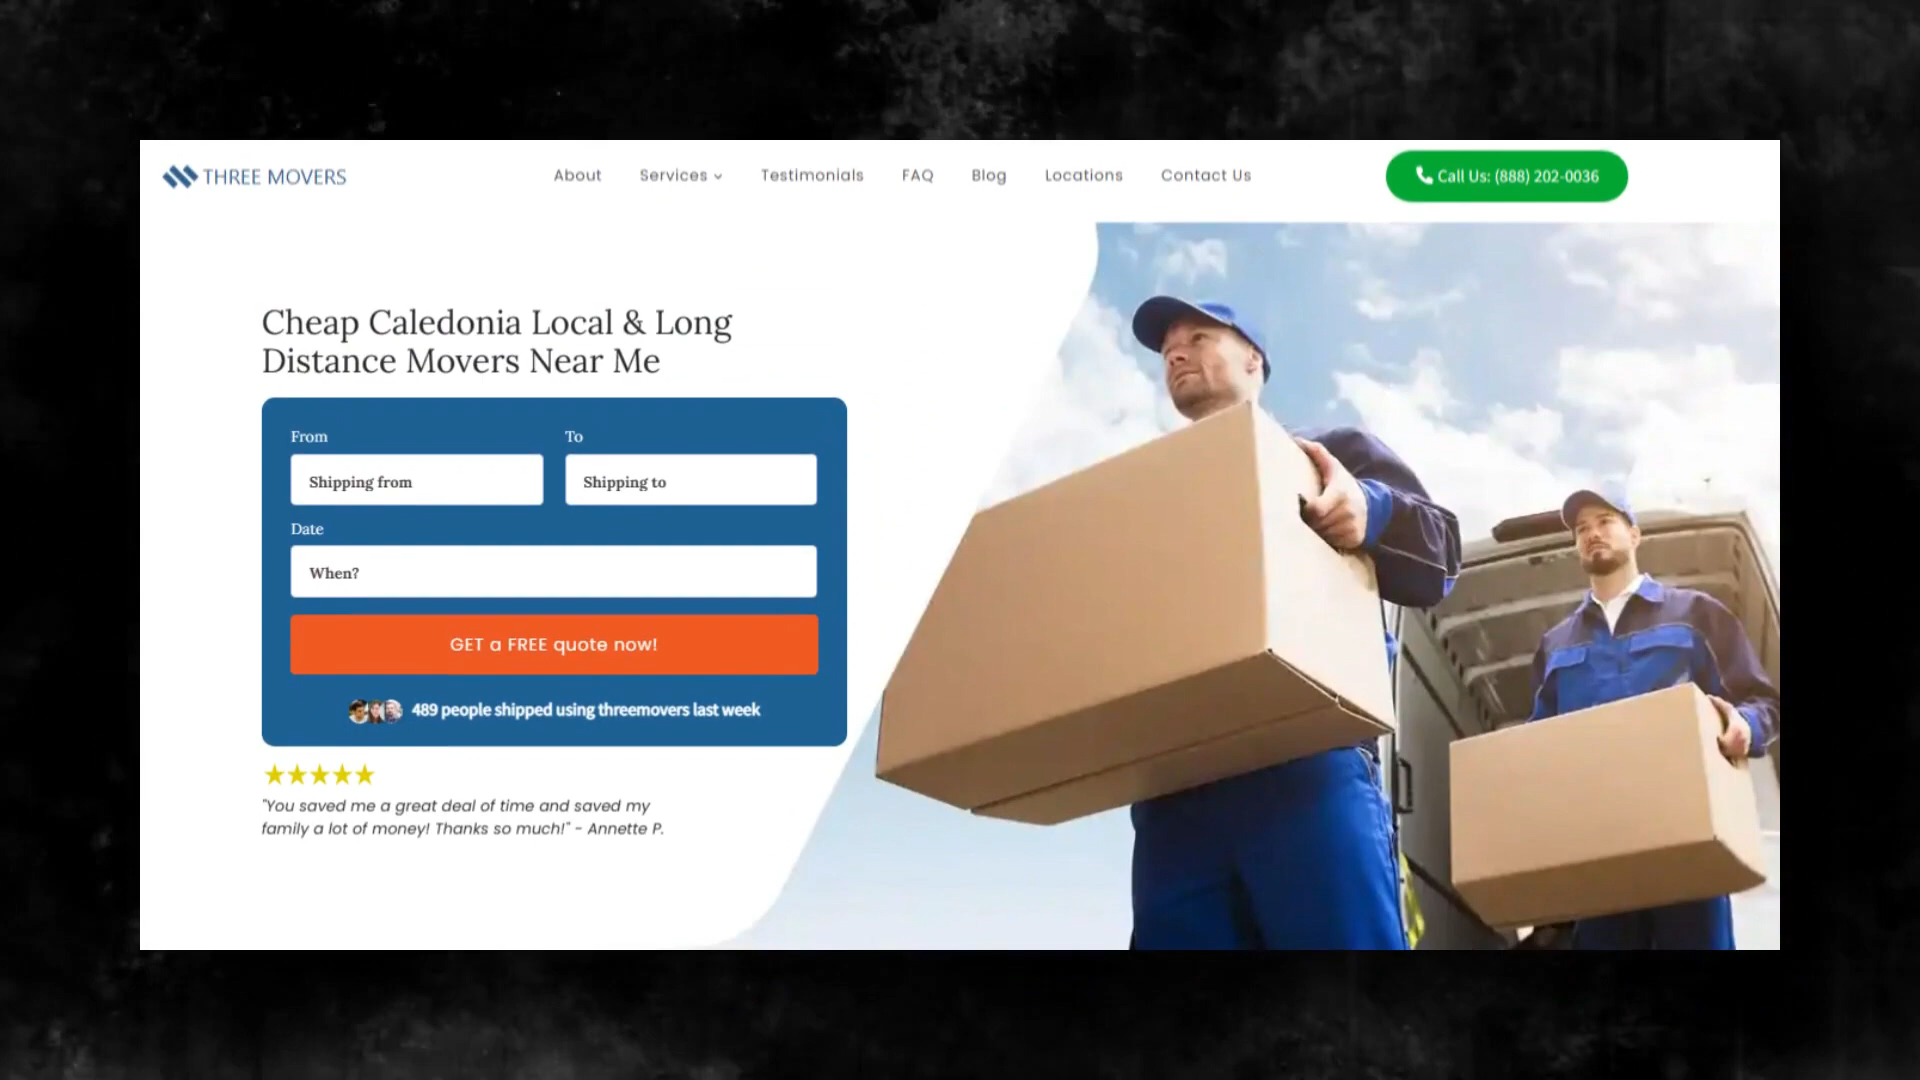 THREE MOVERS
About Services Testimonials FAQ Blog Locations Contact Us
Call Us: (888) 202-0036
Cheap Caledonia Local & Long
Distance Movers Near Me
From To
Shipping from Shipping to
Date
When?
GET a FREE quote now!
489 people shipped using threemovers last week
"You saved me a great deal of time and saved my
family a lot of money! Thanks so much!" - Annette P.